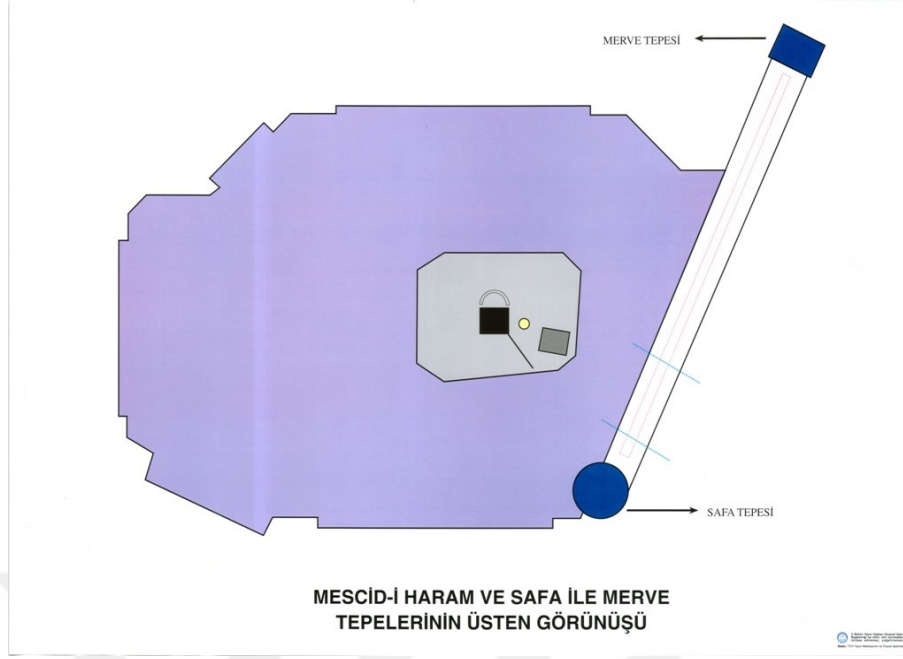 MERVE TEPESİ
SAFA TEPESİ
MESCİD-İ HARAM VE SAFA İLE MERVE
TEPELERİNİN ÜSTEN GÖRÜNÜŞÜ